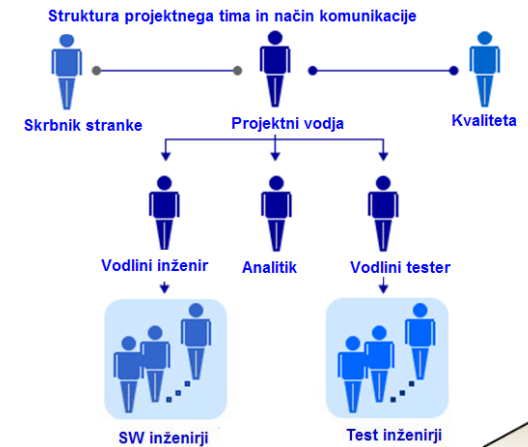 Struktura projektnega tima in način komunikacije
Skrbnik stranke
Projektni vodja
Kvaliteta
Vodlini inženir
Analitik
Vodlini tester
SW inženirji
Test inženirji